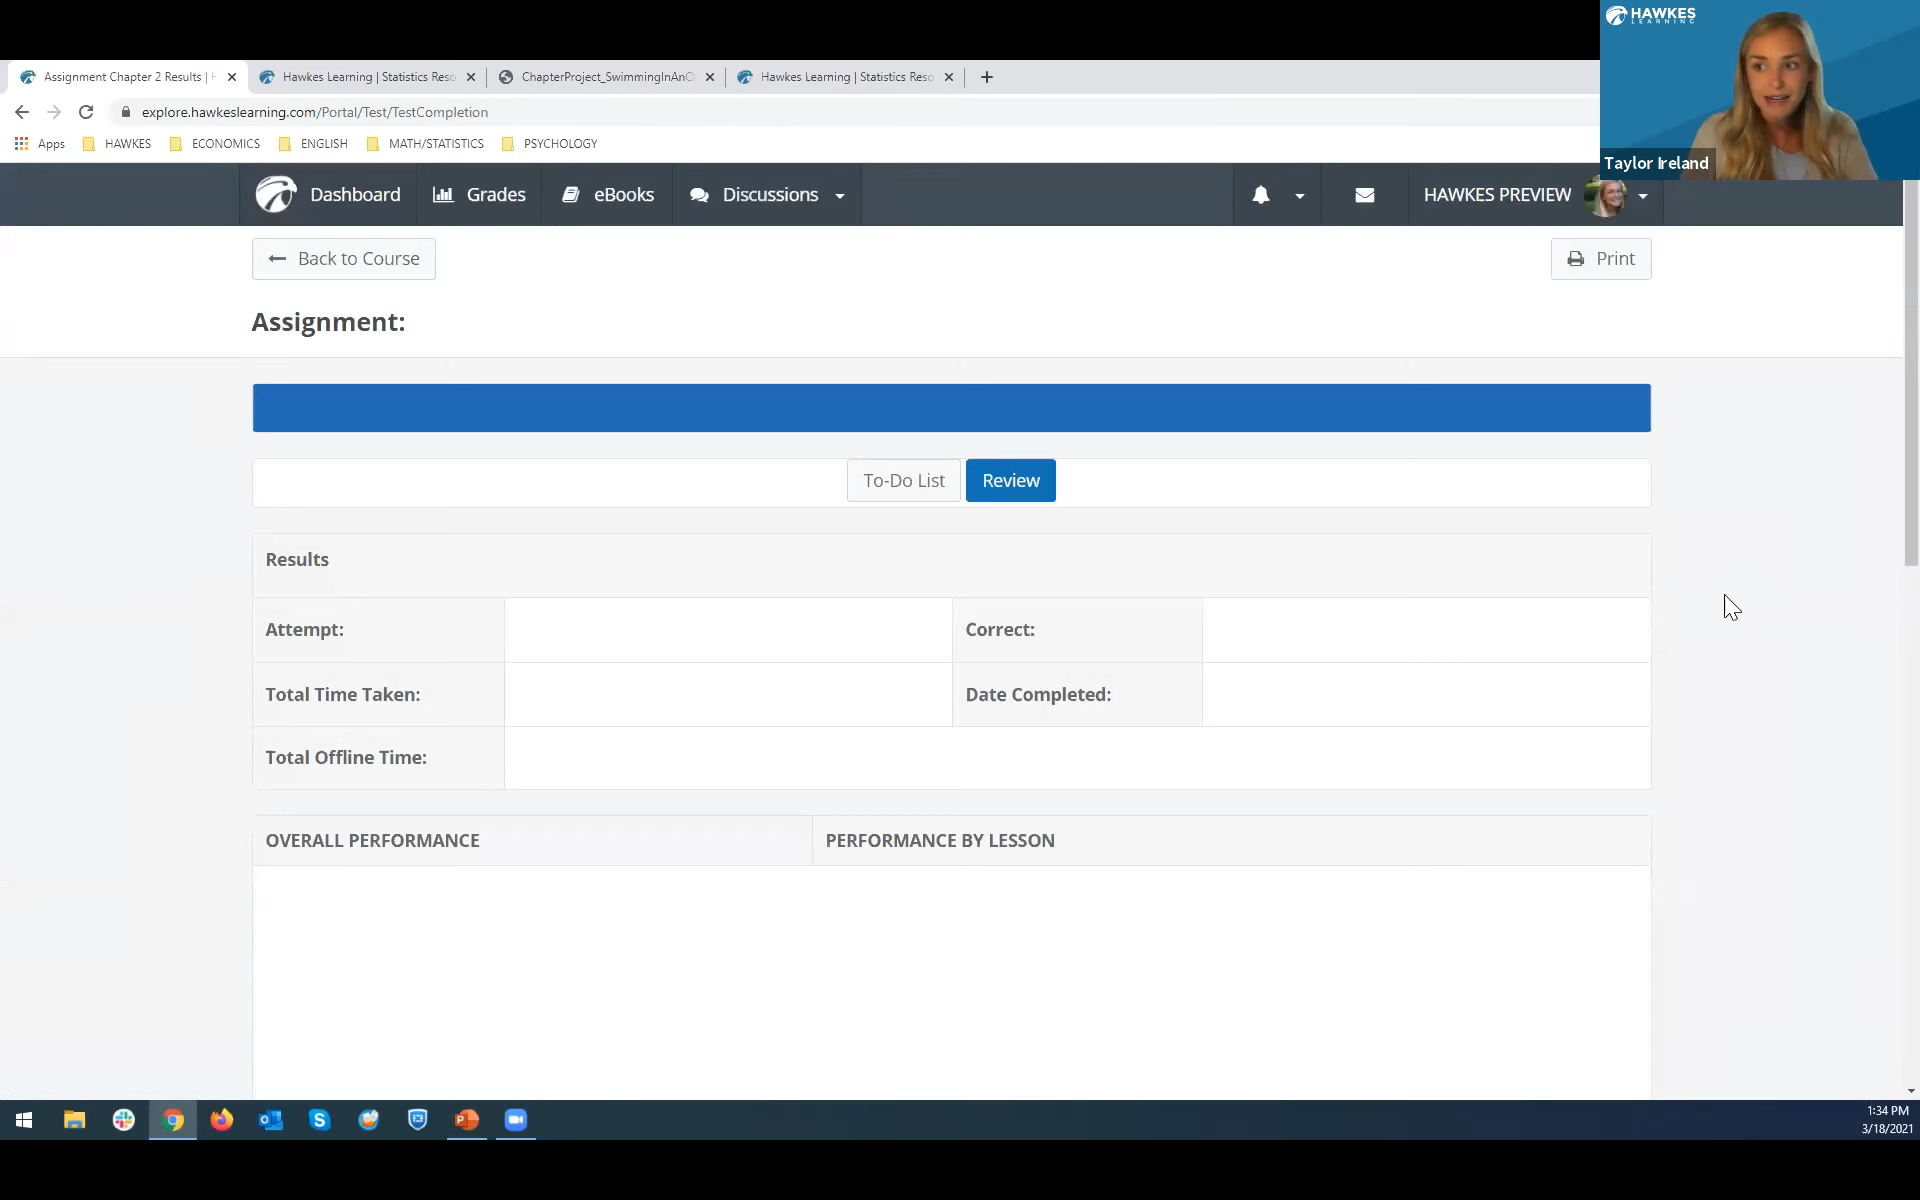 HAWKES
LEARNING
Taylor Ireland
Assignment Chapter 2 Results |
Hawkes Learning | Statistics Reso
ChapterProject_SwimmingInAnO
Hawkes Learning | Statistics Reso
explore.hawkeslearning.com/Portal/Test/TestCompletion
Apps HAWKES ECONOMICS ENGLISH MATH/STATISTICS PSYCHOLOGY
Dashboard Grades eBooks Discussions HAWKES PREVIEW
Back to Course Print
Assignment:
To-Do List Review
Results
Attempt: Correct:
Total Time Taken: Date Completed:
Total Offline Time:
OVERALL PERFORMANCE PERFORMANCE BY LESSON
1:34 PM
3/18/2021